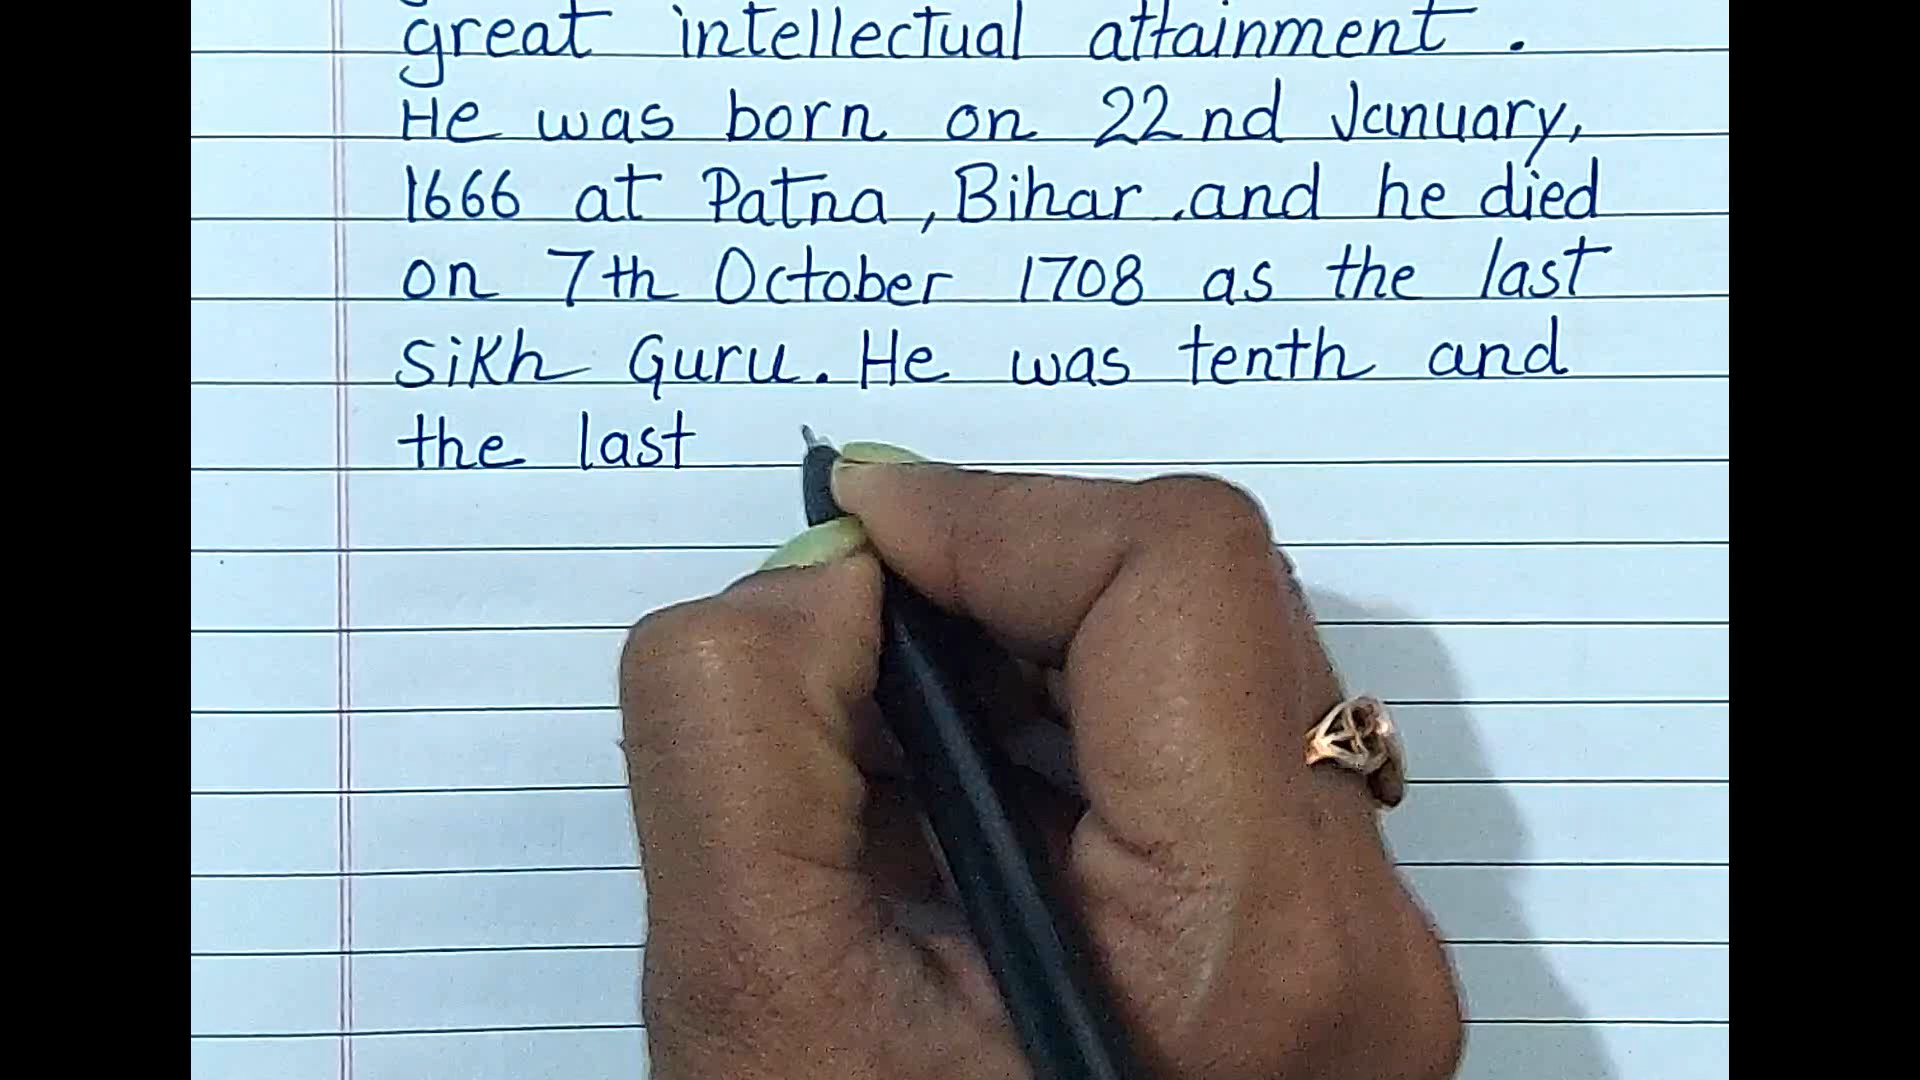 great intellectual attainment.
He was born on 22nd January,
1666 at Patna, Bihar.and he died
on 7th October 1708 as the last
Sikh Guru. He was tenth and
the last